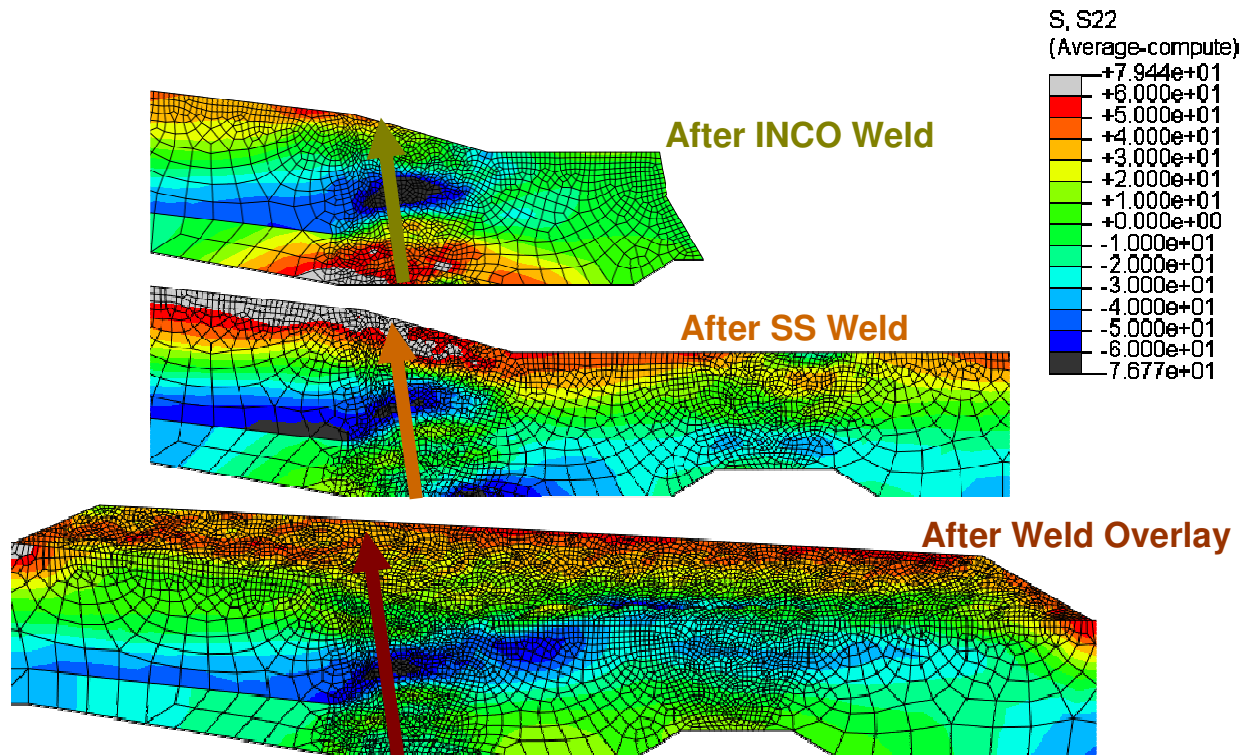 S, S22
(Average-compute)
+7.944e+01
+6.000e+01
+5.000e+01
+4.000e+01
+3.000e+01
+2.000e+01
+1.000e+01
+0.000e+00
-1.000e+01
-2.000e+01
-3.000e+01
-4.000e+01
-5.000e+01
-6.000e+01
-7.677e+01
After INCO Weld
After SS Weld
After Weld Overlay